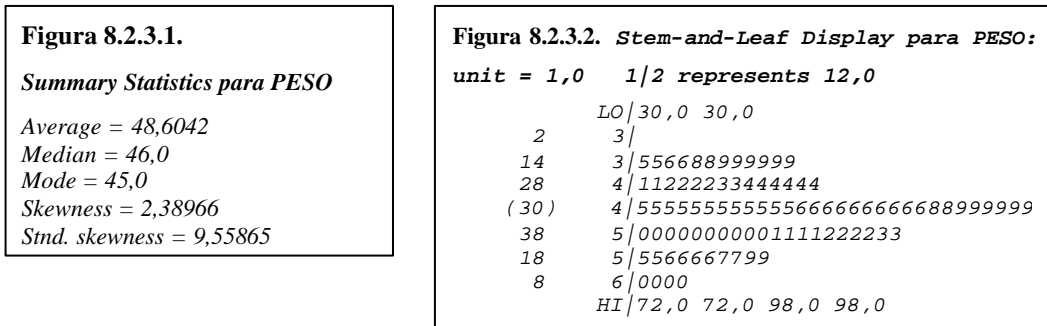 Figura 8.2.3.1.
Summary Statistics para PESO
Average = 48,6042
Median = 46,0
Mode = 45,0
Skewness = 2,38966
Stnd. skewness = 9,55865
Figura 8.2.3.2. Stem-and-Leaf Display para PESO:
unit = 1,0 1|2 represents 12,0
LO|30,0 30,0
2 3|
14 3|556688999999
28 4|11222233444444
(30) 4|555555555555566666666688999999
38 5|00000000001111222233
18 5|5566667799
8 6|0000
HI|72,0 72,0 98,0 98,0